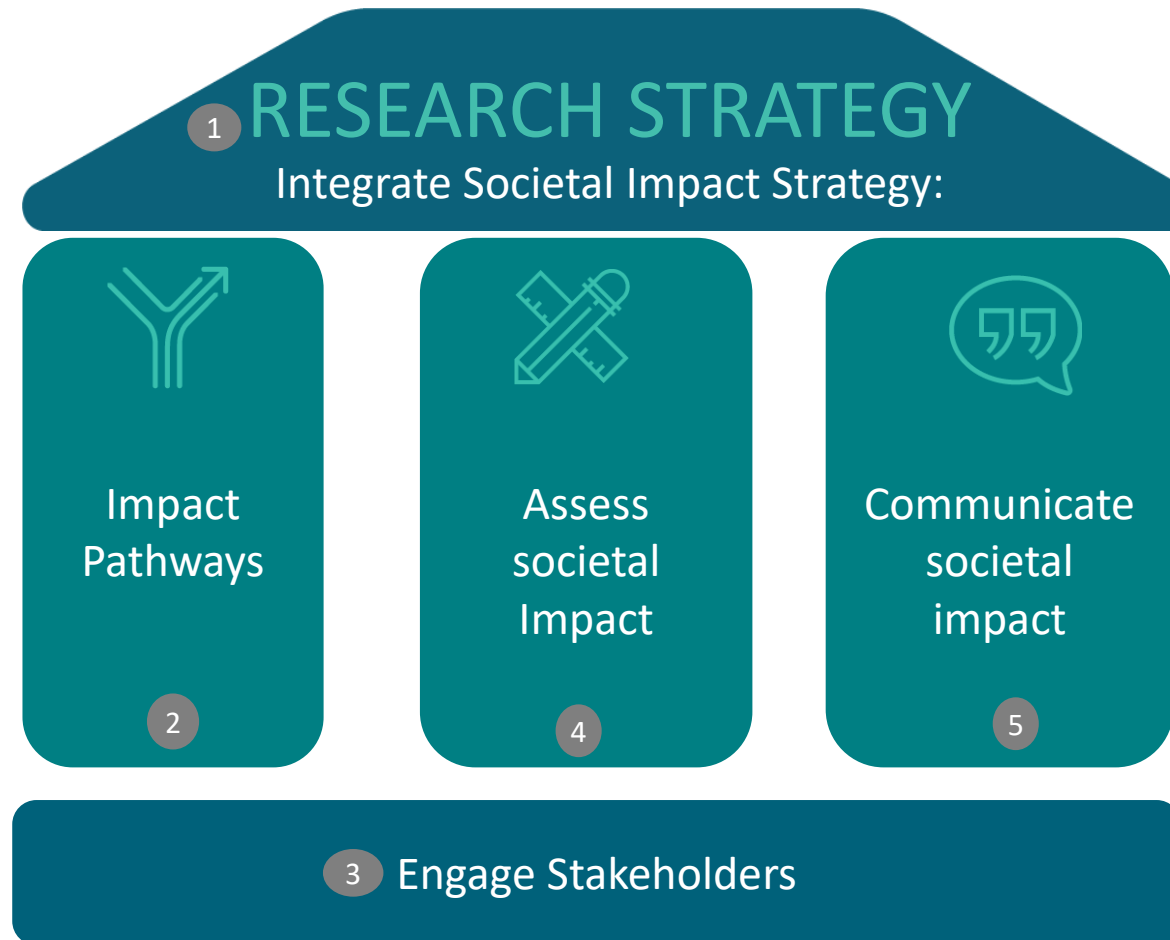 1 RESEARCH STRATEGY
Integrate Societal Impact Strategy:
Impact
Pathways
2
Assess
societal
Impact
4
Communicate
societal
impact
5
3 Engage Stakeholders